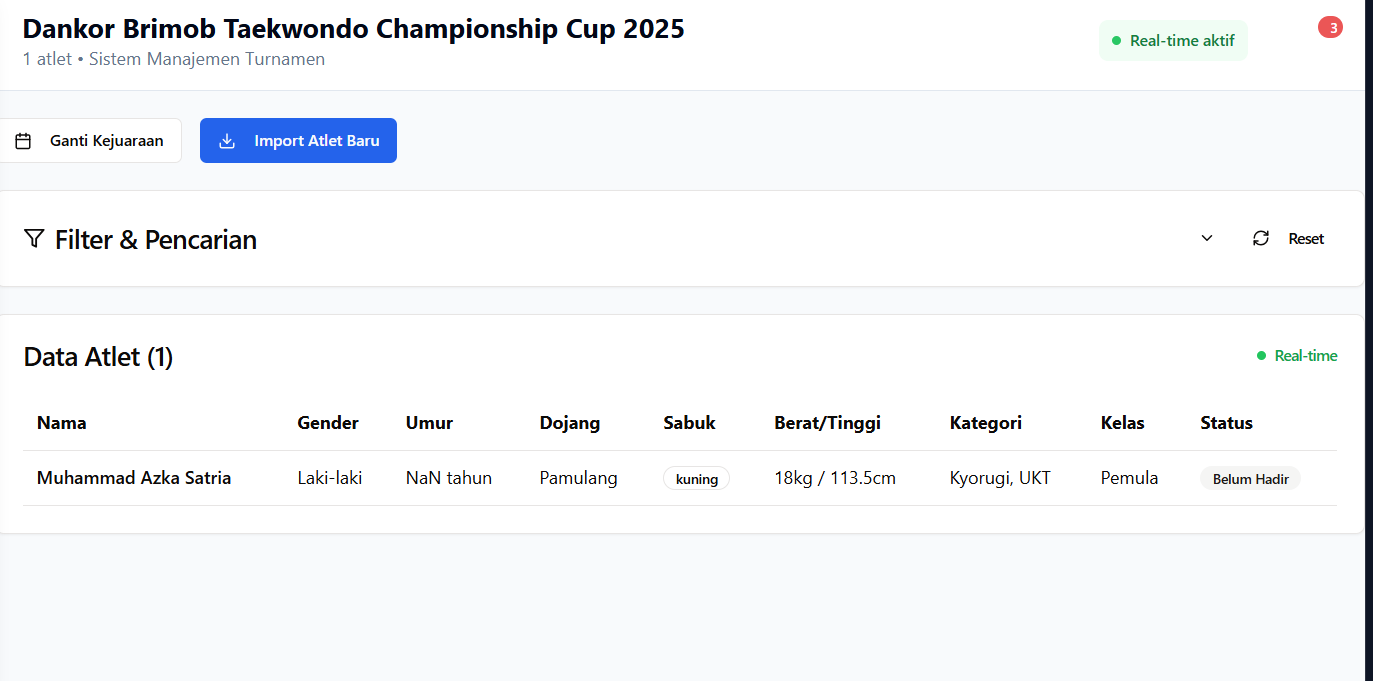 Dankor Brimob Taekwondo Championship Cup 2025
1 atlet • Sistem Manajemen Turnamen
Real-time aktif
3
Ganti Kejuaraan
Import Atlet Baru
Filter & Pencarian
Reset
Data Atlet (1)
Real-time
Nama Gender Umur Dojang Sabuk Berat/Tinggi Kategori Kelas Status
Muhammad Azka Satria Laki-laki NaN tahun Pamulang kuning 18kg / 113.5cm Kyorugi, UKT Pemula Belum Hadir